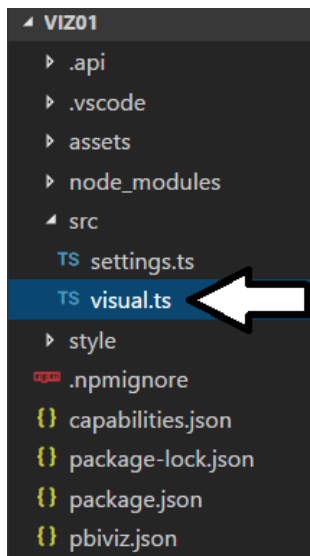 VIZ01
.api
.vscode
assets
node_modules
src
TS settings.ts
TS visual.ts
style
npm .npmignore
{} capabilities.json
{} package-lock.json
{} package.json
{} pbiviz.json